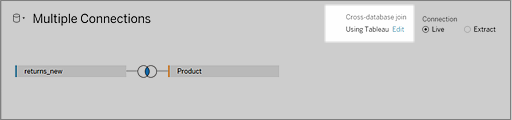 Multiple Connections
Cross-database join
Using Tableau Edit
Connection
Live Extract
returns_new Product